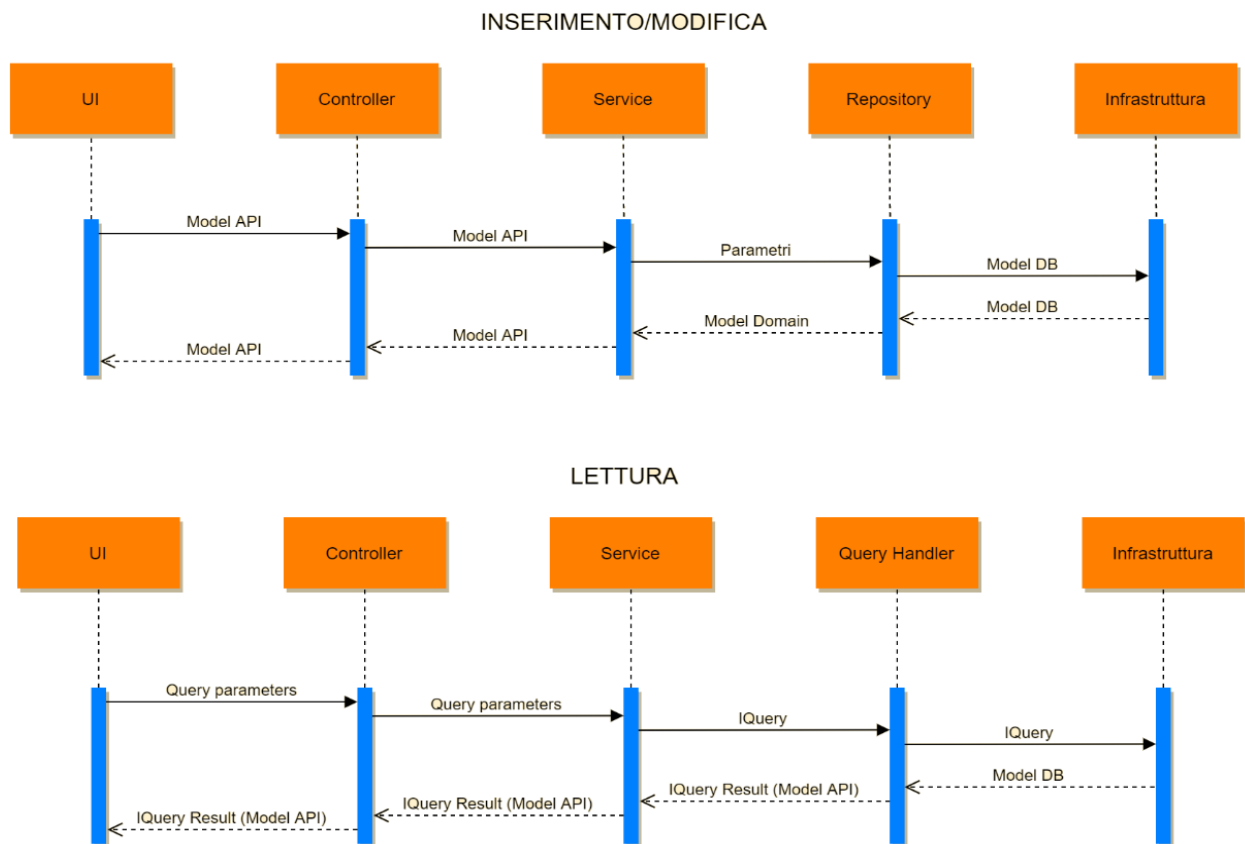 INSERIMENTO/MODIFICA
UI
Controller
Service
Repository
Infrastruttura
Model API
Model API
Parametri
Model DB
Model DB
Model Domain
Model API
Model API
LETTURA
UI
Controller
Service
Query Handler
Infrastruttura
Query parameters
Query parameters
IQuery
IQuery
Model DB
IQuery Result (Model API)
IQuery Result (Model API)
IQuery Result (Model API)